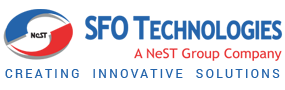 NeST
SFO TECHNOLOGIES
A NeST Group Company
CREATING INNOVATIVE SOLUTIONS